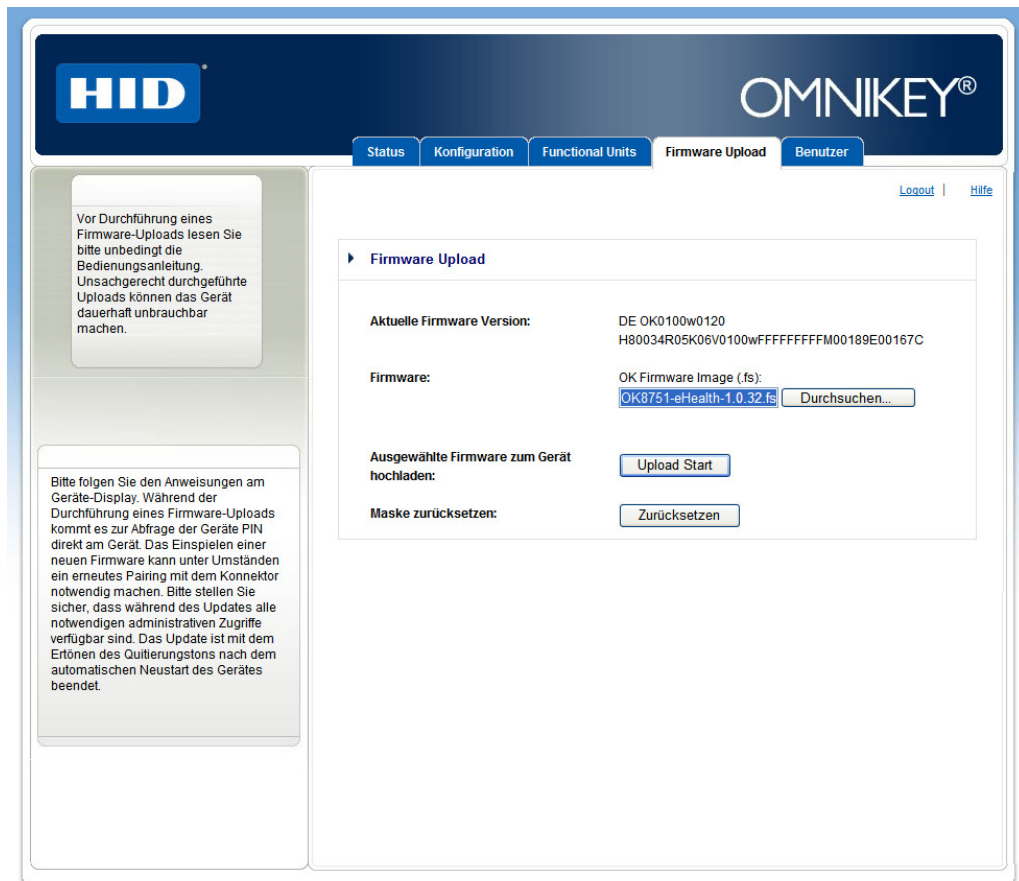 HID
OMNIKEY®
Status
Konfiguration
Functional Units
Firmware Upload
Benutzer
Logout |
Hilfe
Vor Durchführung eines
Firmware-Uploads lesen Sie
bitte unbedingt die
Bedienungsanleitung.
Unsachgerecht durchgeführte
Uploads können das Gerät
dauerhaft unbrauchbar
machen.
Bitte folgen Sie den Anweisungen am
Geräte-Display. Während der
Durchführung eines Firmware-Uploads
kommt es zur Abfrage der Geräte PIN
direkt am Gerät. Das Einspielen einer
neuen Firmware kann unter Umständen
ein erneutes Pairing mit dem Konnektor
notwendig machen. Bitte stellen Sie
sicher, dass während des Updates alle
notwendigen administrativen Zugriffe
verfügbar sind. Das Update ist mit dem
Ertönen des Quitierungstons nach dem
automatischen Neustart des Gerätes
beendet.
Firmware Upload
Aktuelle Firmware Version:
DE OK0100w0120
H80034R05K06V0100wFFFFFFFFFM00189E00167C
Firmware:
OK Firmware Image (.fs):
OK8751-eHealth-1.0.32.fs
Durchsuchen...
Ausgewählte Firmware zum Gerät
hochladen:
Upload Start
Maske zurücksetzen:
Zurücksetzen